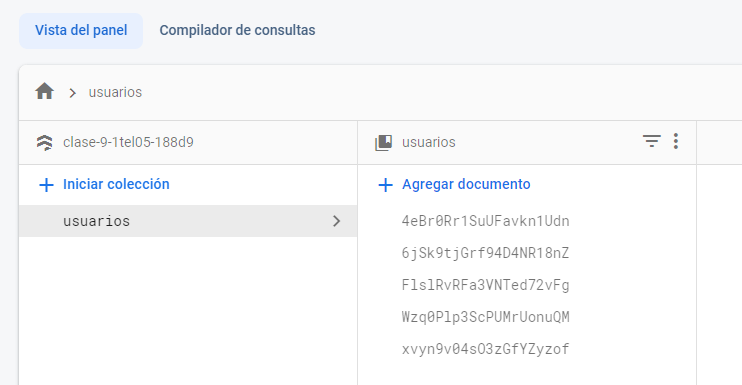 Vista del panel
Compilador de consultas
usuarios
clase-9-1tel05-188d9
usuarios
Iniciar colección
Agregar documento
usuarios
4eBr0Rr1SuUFavkn1Udn
6jSk9tjGrf94D4NR18nZ
FlslRvRFa3VNTed72vFg
Wzq0Plp3ScPUMrUonuQM
xvyn9v04sO3zGfYZyzof